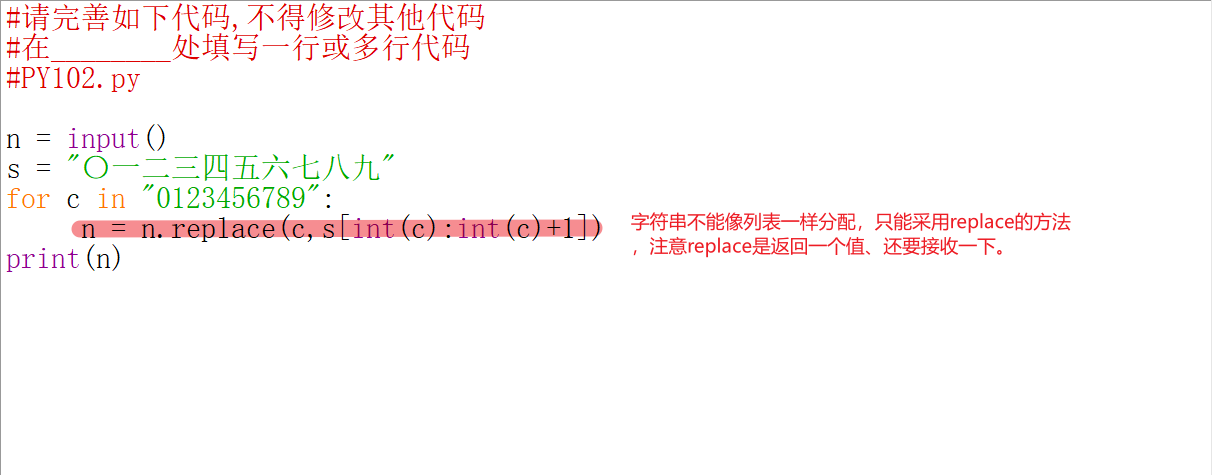 #请完善如下代码,不得修改其他代码
#在________处填写一行或多行代码
#PY102.py
n = input()
s = "〇一二三四五六七八九"
for c in "0123456789":
n = n.replace(c,s[int(c):int(c)+1])
字符串不能像列表一样分配，只能采用replace的方法
，注意replace是返回一个值、还要接收一下。
print(n)